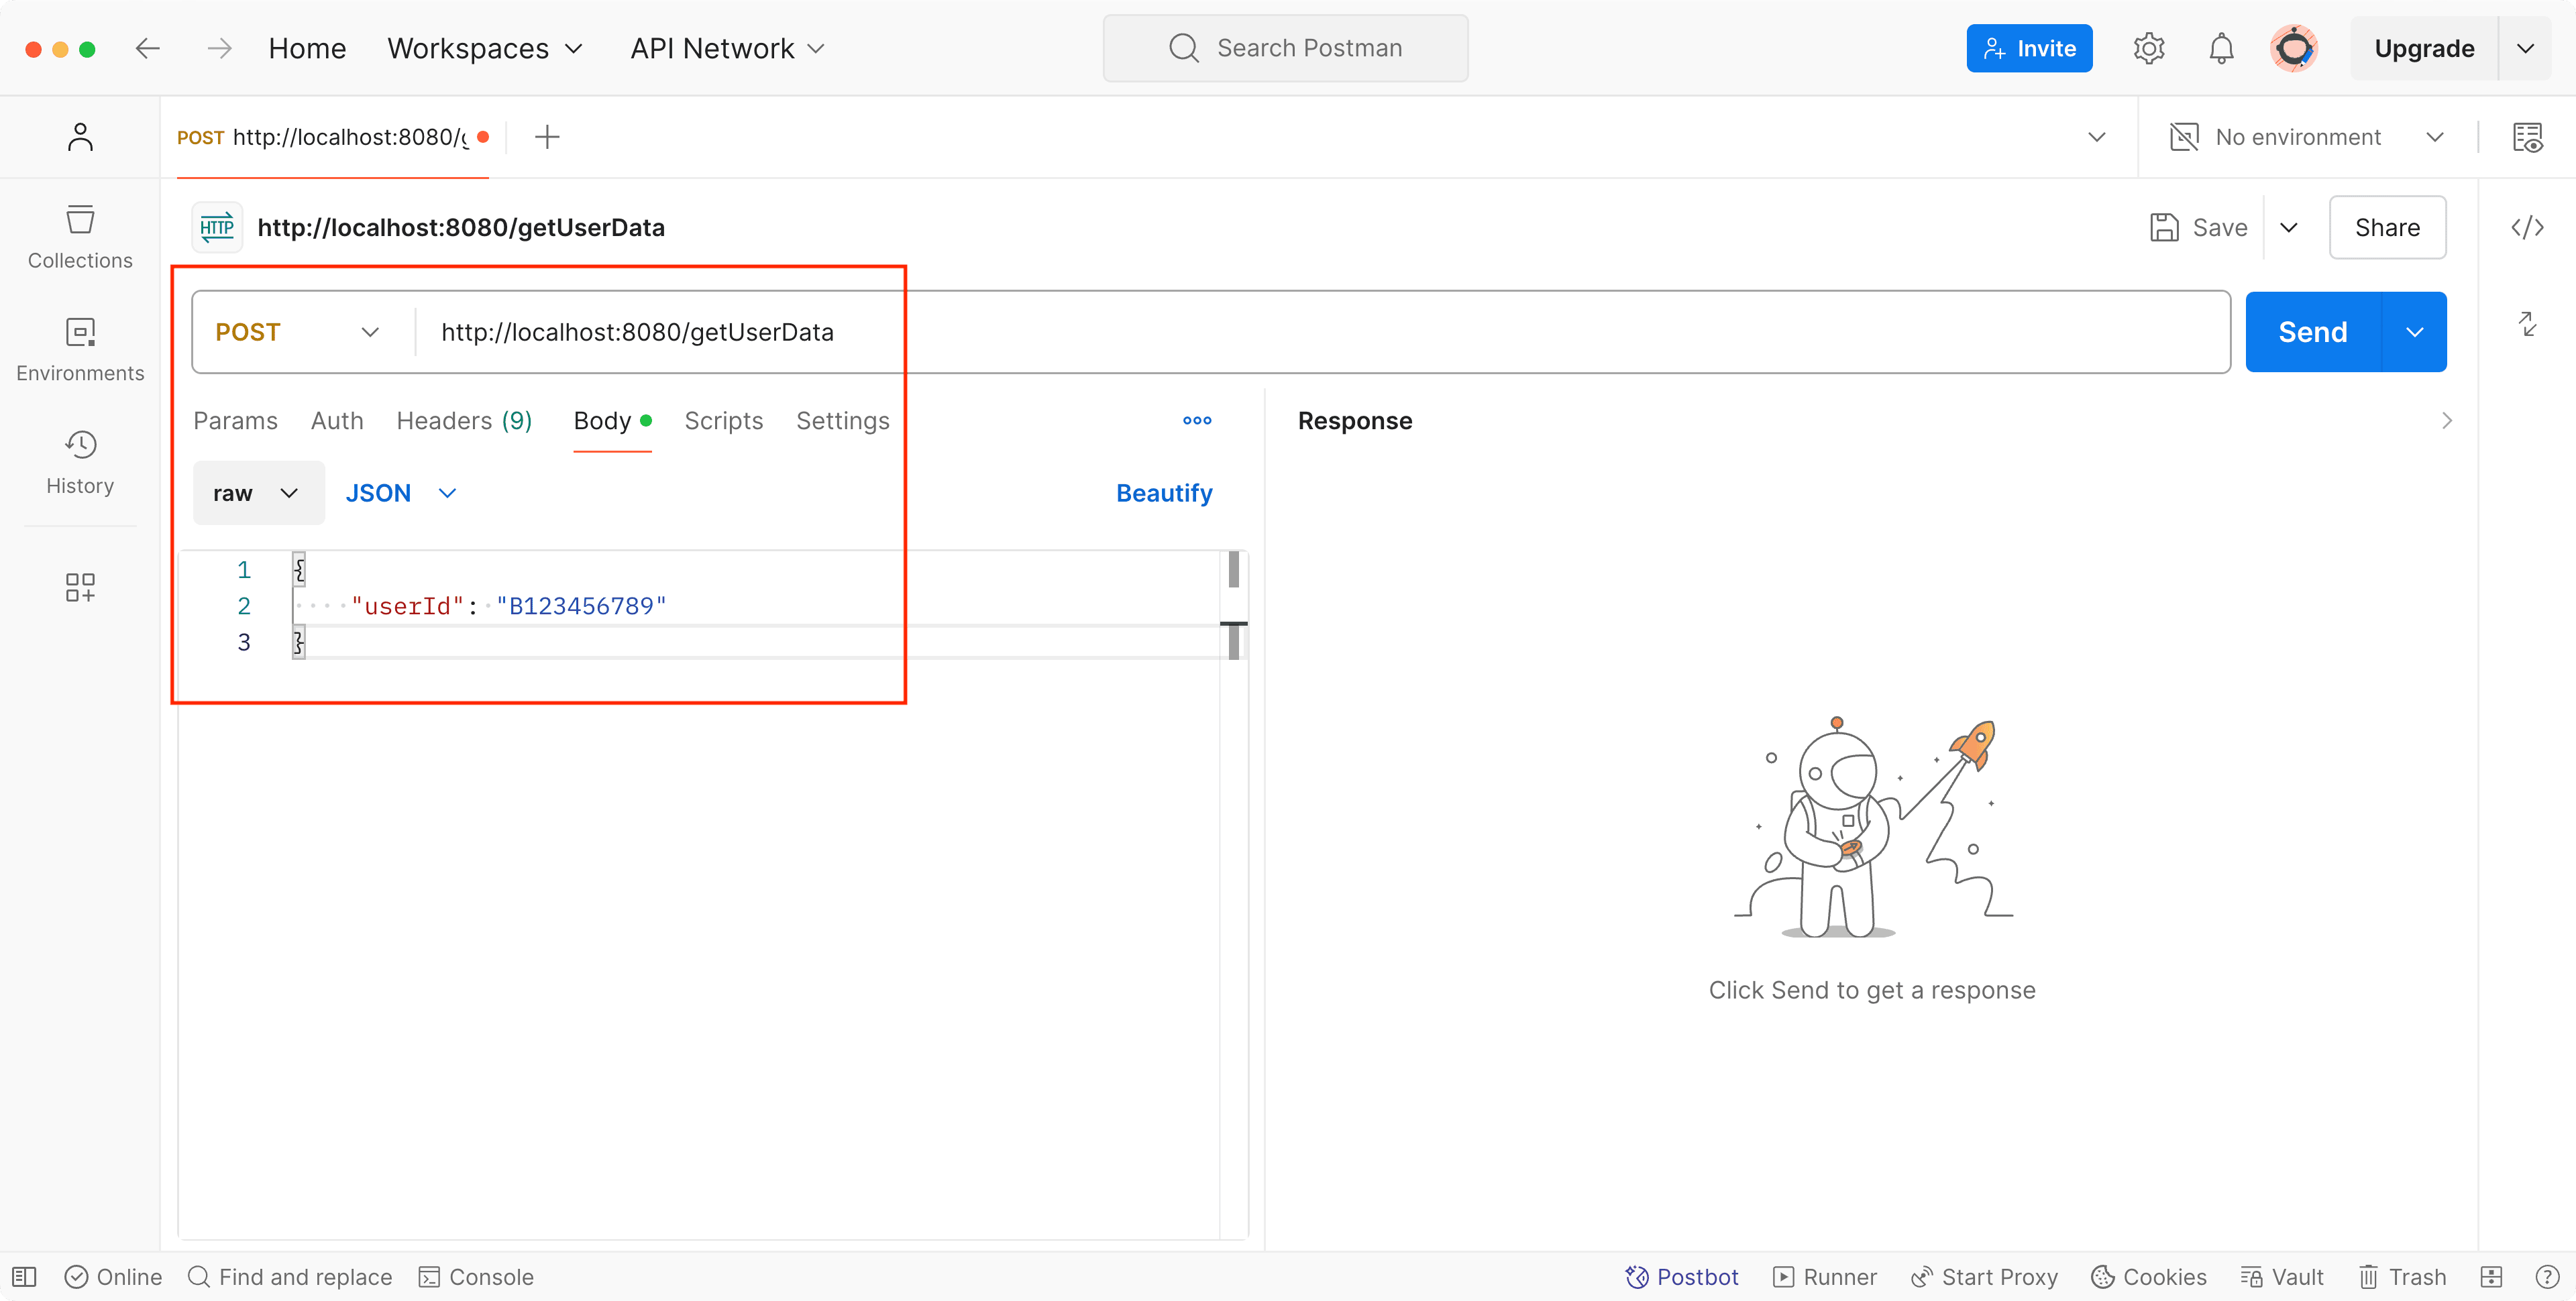 Home Workspaces API Network Search Postman Invite Upgrade
POST http://localhost:8080/g No environment
HTTP http://localhost:8080/getUserData Save Share
Collections
Environments
History
POST http://localhost:8080/getUserData Send
Params Auth Headers (9) Body Scripts Settings Response
raw JSON Beautify
1 {
2 "userId": "B123456789"
3 }
Click Send to get a response
Online Find and replace Console Postbot Runner Start Proxy Cookies Vault Trash